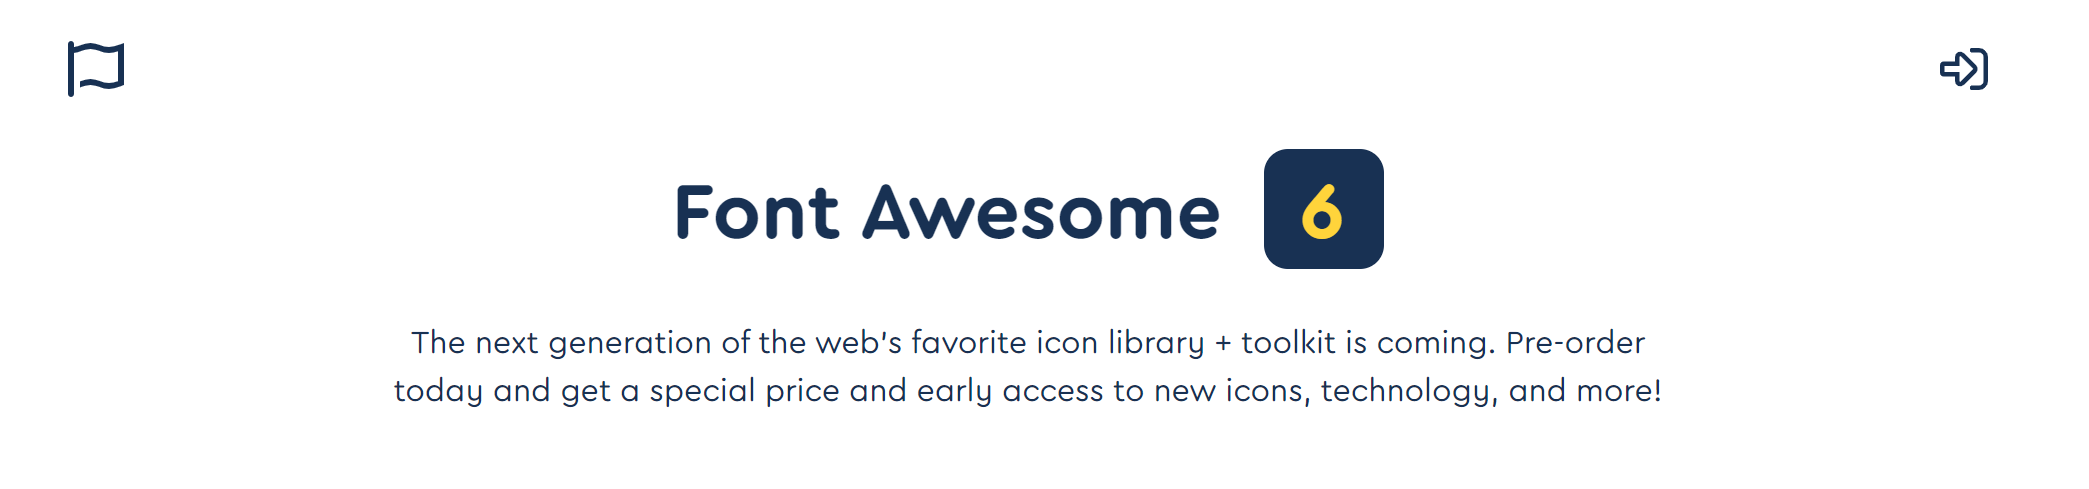 Font Awesome 6
The next generation of the web's favorite icon library + toolkit is coming. Pre-order
today and get a special price and early access to new icons, technology, and more!